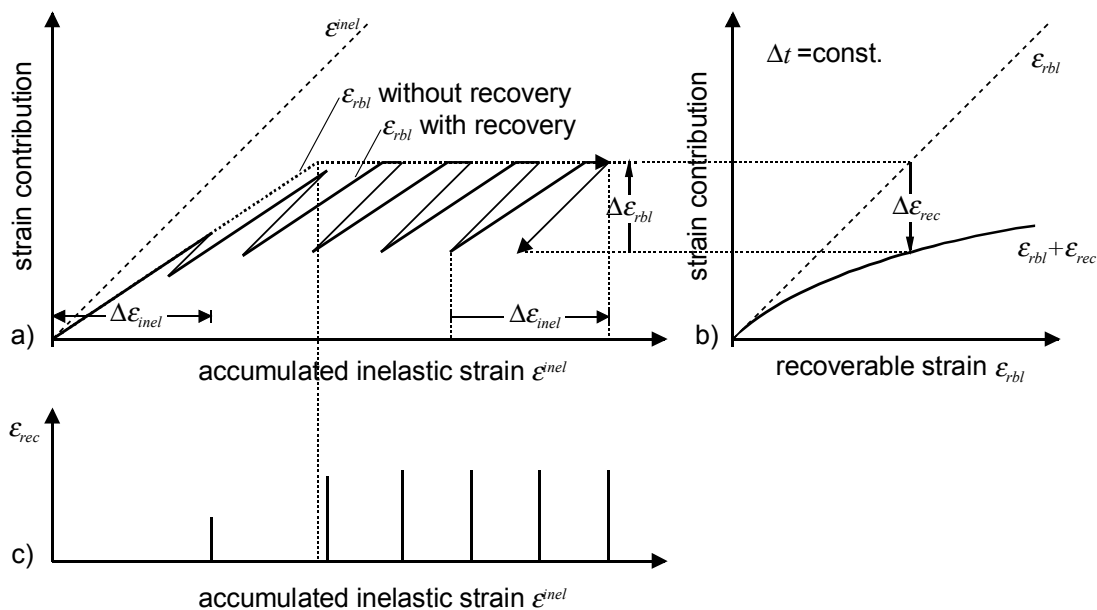 strain contribution
ε^inel
ε_rbl without recovery
ε_rbl with recovery
Δε_rbl
Δε_inel
Δε_inel
a)
accumulated inelastic strain ε^inel
strain contribution
Δt =const.
ε_rbl
Δε_rec
ε_rbl+ε_rec
b)
recoverable strain ε_rbl
ε_rec
c)
accumulated inelastic strain ε^inel